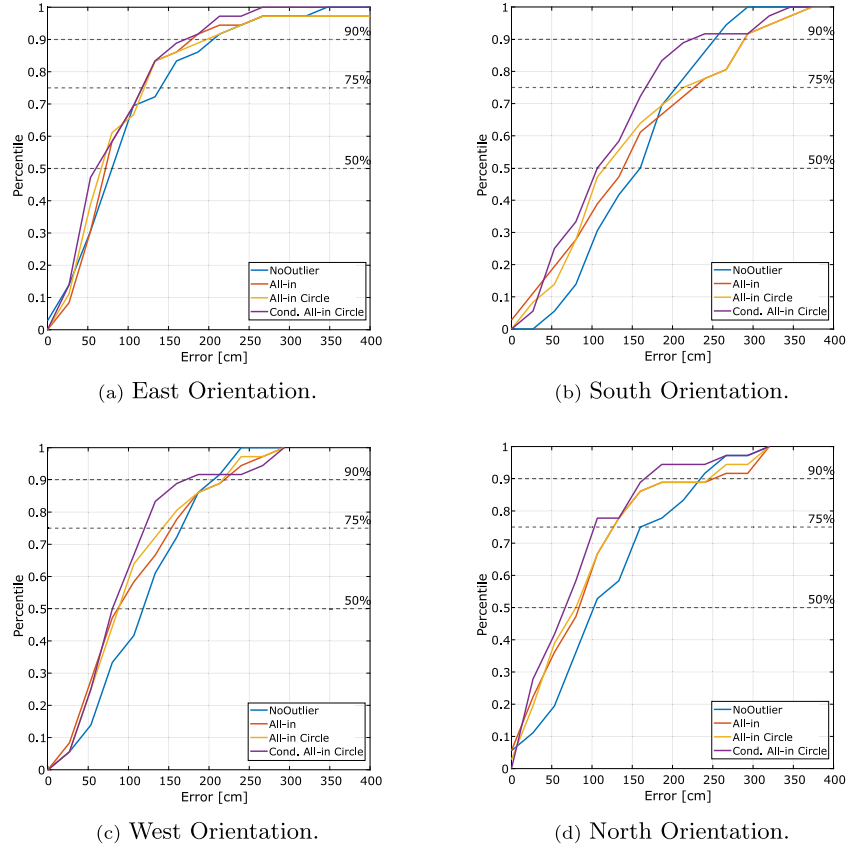 1
0.9
0.8
0.7
0.6
0.5
0.4
0.3
0.2
0.1
0
Percentile
90%
75%
50%
NoOutlier
All-in
All-in Circle
Cond. All-in Circle
0 50 100 150 200 250 300 350 400
Error [cm]
(a) East Orientation.
1
0.9
0.8
0.7
0.6
0.5
0.4
0.3
0.2
0.1
0
Percentile
90%
75%
50%
NoOutlier
All-in
All-in Circle
Cond. All-in Circle
0 50 100 150 200 250 300 350 400
Error [cm]
(b) South Orientation.
1
0.9
0.8
0.7
0.6
0.5
0.4
0.3
0.2
0.1
0
Percentile
90%
75%
50%
NoOutlier
All-in
All-in Circle
Cond. All-in Circle
0 50 100 150 200 250 300 350 400
Error [cm]
(c) West Orientation.
1
0.9
0.8
0.7
0.6
0.5
0.4
0.3
0.2
0.1
0
Percentile
90%
75%
50%
NoOutlier
All-in
All-in Circle
Cond. All-in Circle
0 50 100 150 200 250 300 350 400
Error [cm]
(d) North Orientation.